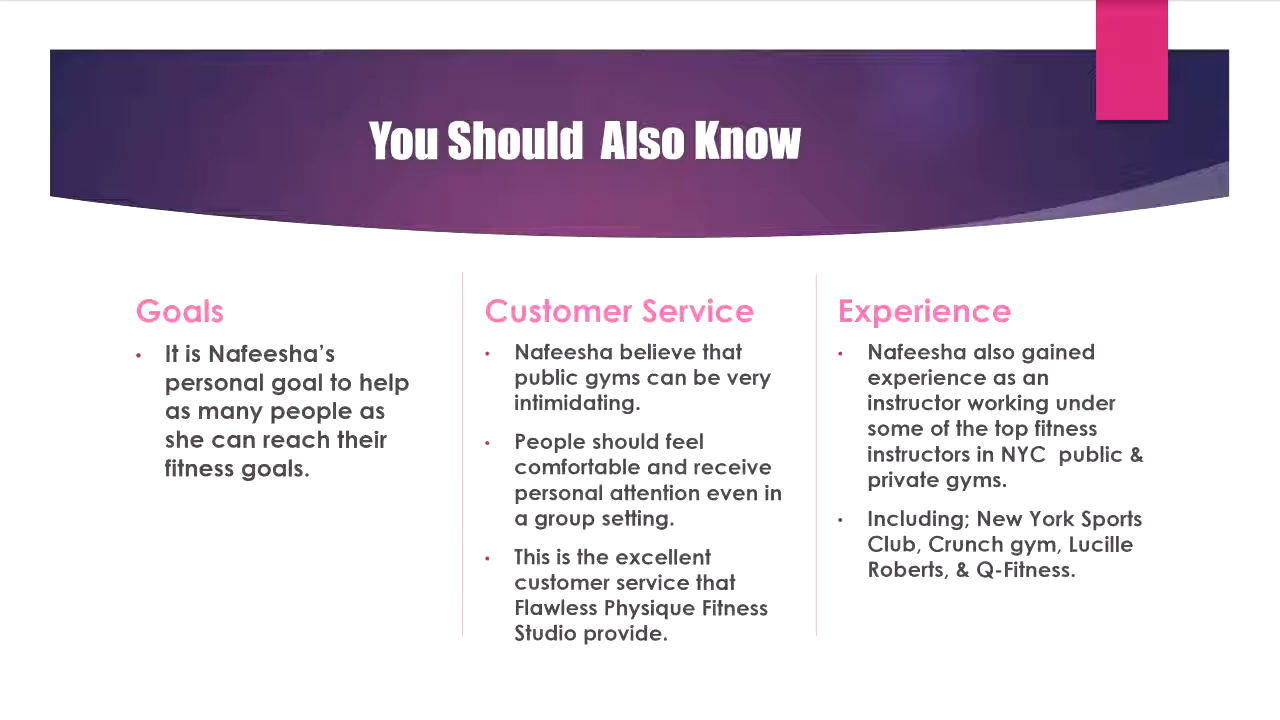 You Should  Also Know
Goals
• It is Nafeesha’s
personal goal to help
as many people as
she can reach their
fitness goals.
Customer Service
• Nafeesha believe that
public gyms can be very
intimidating.
• People should feel
comfortable and receive
personal attention even in
a group setting.
• This is the excellent
customer service that
Flawless Physique Fitness
Studio provide.
Experience
• Nafeesha also gained
experience as an
instructor working under
some of the top fitness
instructors in NYC  public &
private gyms.
• Including; New York Sports
Club, Crunch gym, Lucille
Roberts, & Q-Fitness.